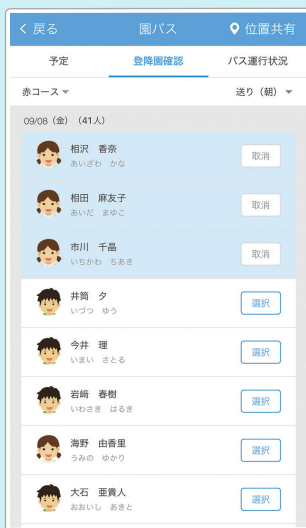 戻る 園バス 位置共有
予定 登降園確認 バス運行状況
赤コース 送り（朝）
09/08（金）（41人）
相沢 香奈
あいざわ かな
取消
相田 麻友子
あいだ まゆこ
取消
市川 千晶
いちかわ ちあき
取消
井筒 夕
いづつ ゆう
選択
今井 理
いまい さとる
選択
岩﨑 春樹
いわさき はるき
選択
海野 由香里
うみの ゆかり
選択
大石 亜貴人
おおいし あきと
選択